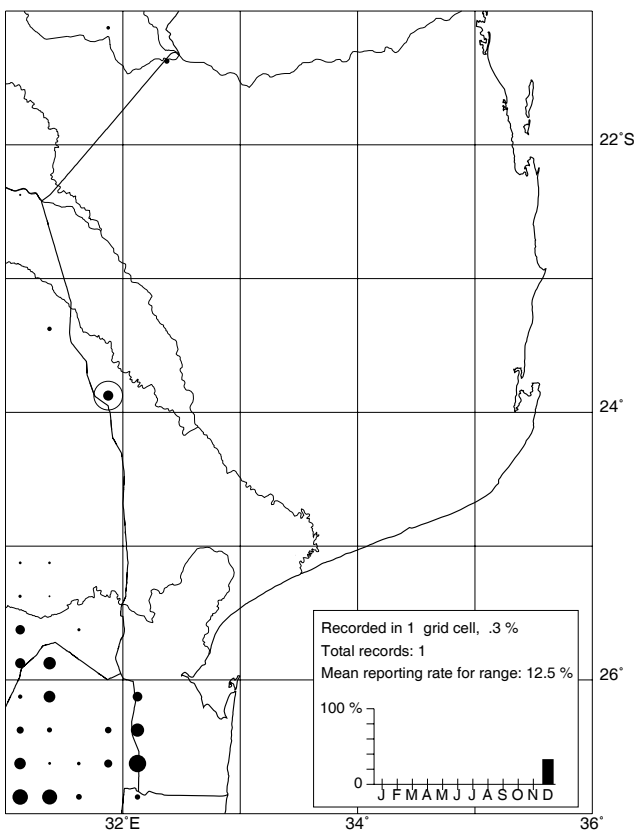 22˚S
24˚
Recorded in 1 grid cell, .3 %
Total records: 1
Mean reporting rate for range: 12.5 %
26˚
100 %
0
J F M A M J J A S O N D
32˚E
34˚
36˚